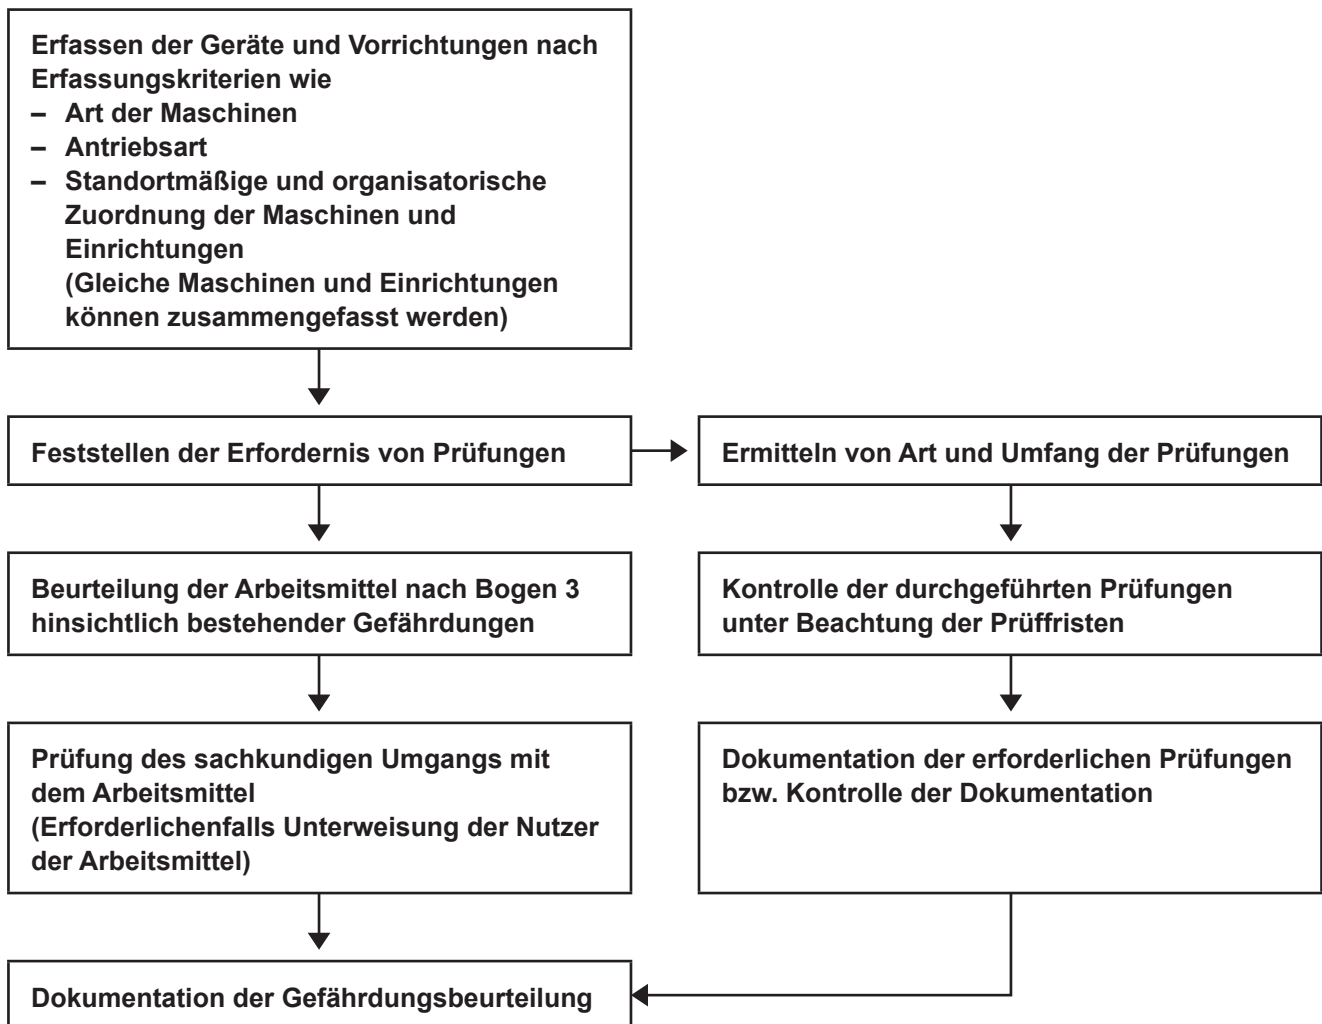 Erfassen der Geräte und Vorrichtungen nach
Erfassungskriterien wie
– Art der Maschinen
– Antriebsart
– Standortmäßige und organisatorische
Zuordnung der Maschinen und
Einrichtungen
(Gleiche Maschinen und Einrichtungen
können zusammengefasst werden)
Feststellen der Erfordernis von Prüfungen
Ermitteln von Art und Umfang der Prüfungen
Beurteilung der Arbeitsmittel nach Bogen 3
hinsichtlich bestehender Gefährdungen
Kontrolle der durchgeführten Prüfungen
unter Beachtung der Prüffristen
Prüfung des sachkundigen Umgangs mit
dem Arbeitsmittel
(Erforderlichenfalls Unterweisung der Nutzer
der Arbeitsmittel)
Dokumentation der erforderlichen Prüfungen
bzw. Kontrolle der Dokumentation
Dokumentation der Gefährdungsbeurteilung